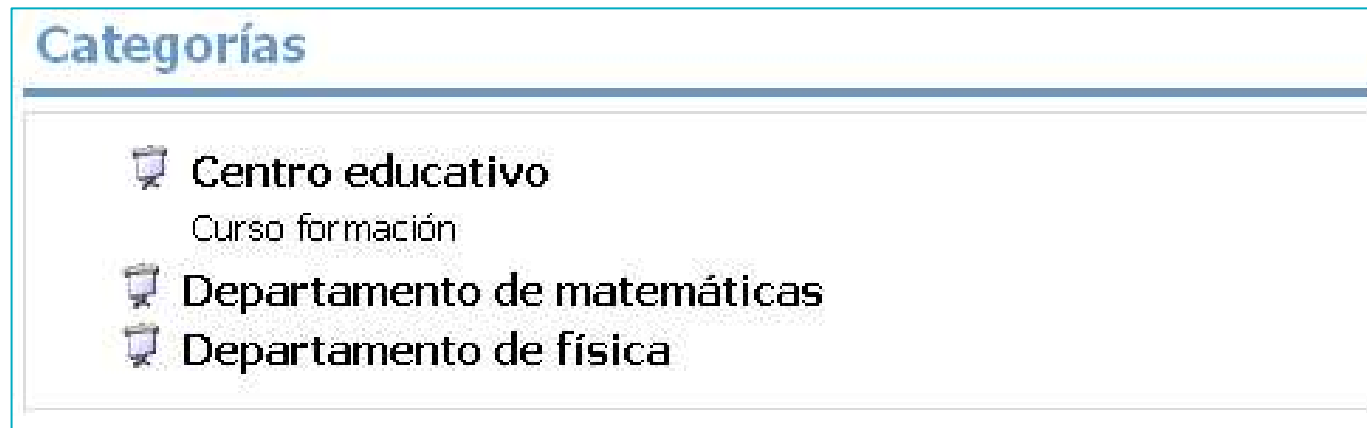 Categorías
Centro educativo
Curso formación
Departamento de matemáticas
Departamento de física